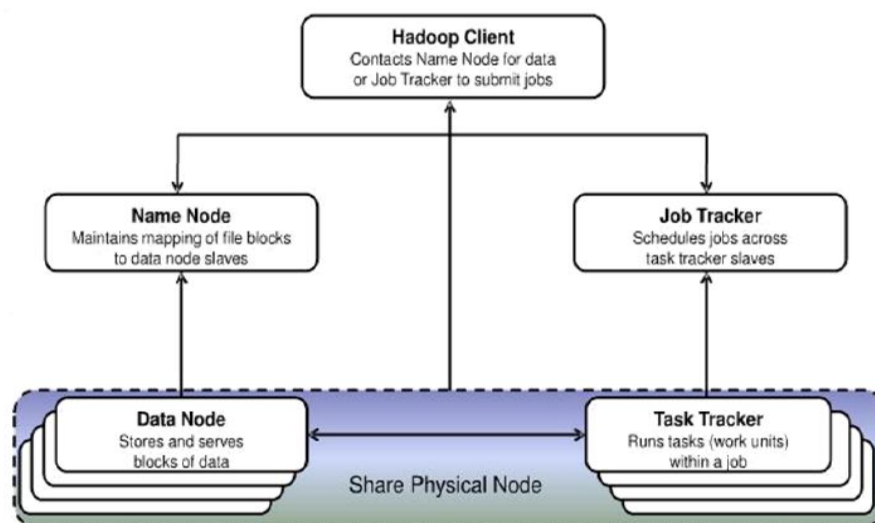 Hadoop Client
Contacts Name Node for data
or Job Tracker to submit jobs
Name Node
Maintains mapping of file blocks
to data node slaves
Job Tracker
Schedules jobs across
task tracker slaves
Data Node
Stores and serves
blocks of data
Task Tracker
Runs tasks (work units)
within a job
Share Physical Node